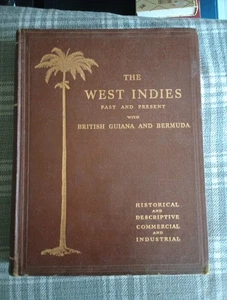 THE
WEST INDIES
PAST AND PRESENT
WITH
BRITISH GUIANA AND BERMUDA
HISTORICAL
AND
DESCRIPTIVE
COMMERCIAL
AND
INDUSTRIAL